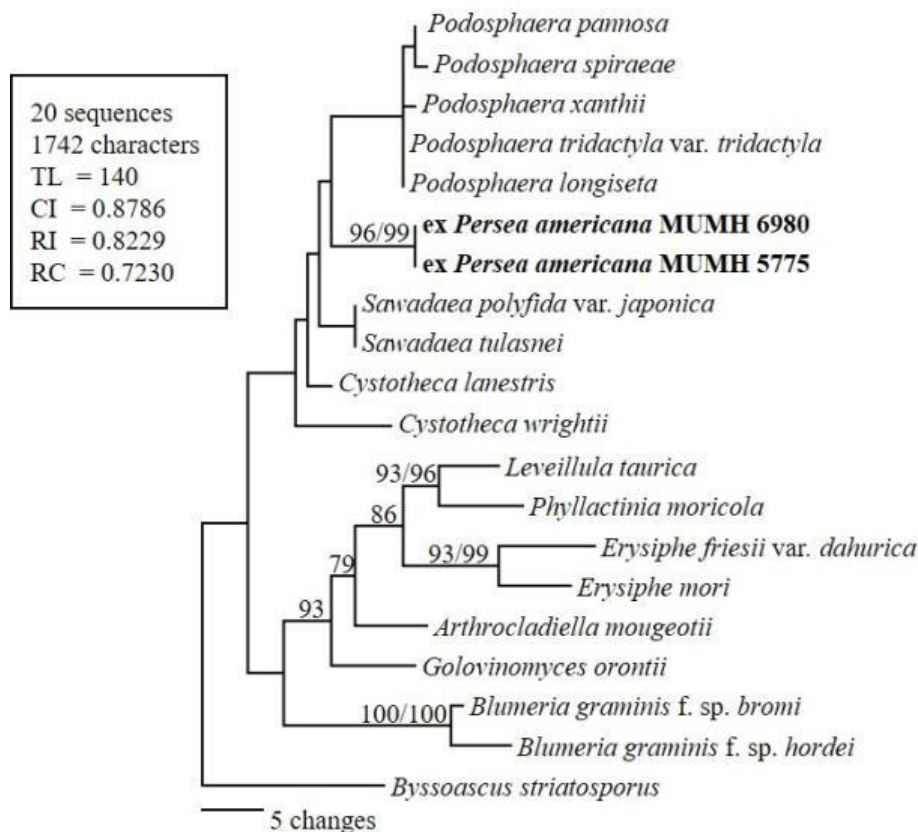 Podosphaera pannosa
Podosphaera spiraeae
20 sequences
1742 characters
TL = 140
CI = 0.8786
RI = 0.8229
RC = 0.7230
Podosphaera xanthii
Podosphaera tridactyla var. tridactyla
Podosphaera longiseta
96/99
ex Persea americana MUMH 6980
ex Persea americana MUMH 5775
Sawadaea polyfida var. japonica
Sawadaea tulasnei
Cystotheca lanestris
Cystotheca wrightii
93/96
Leveillula taurica
Phyllactinia moricola
86
93/99
Erysiphe friesii var. dahurica
Erysiphe mori
79
93
Arthrocladiella mougeotii
Golovinomyces orontii
100/100
Blumeria graminis f. sp. bromi
Blumeria graminis f. sp. hordei
Byssoascus striatosporus
5 changes